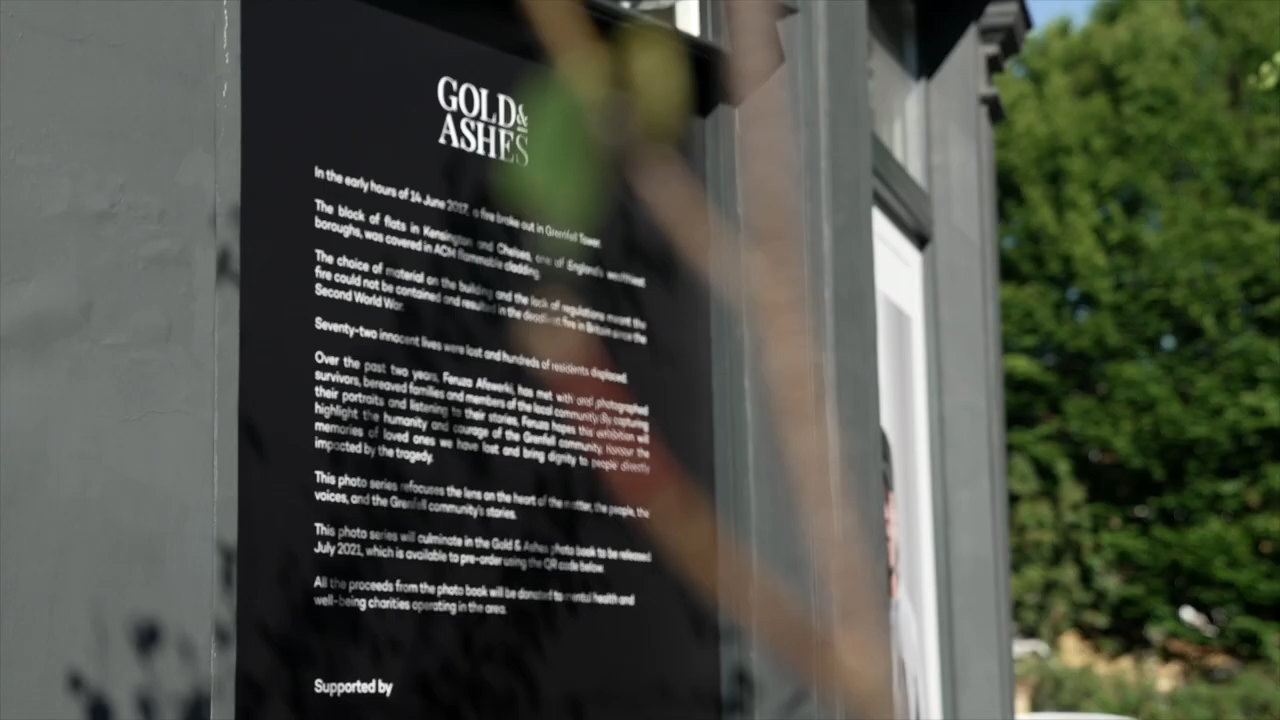 GOLD&
ASHES
In the early hours of 14 June 2017, a fire broke out in Grenfell Tower.
The block of flats in Kensington and Chelsea, one of England's wealthiest
boroughs, was covered in ACM flammable cladding.
The choice of material on the building and the lack of regulations meant the
fire could not be contained and resulted in the deadliest fire in Britain since the
Second World War.
Seventy-two innocent lives were lost and hundreds of residents displaced.
Over the past two years, Feruza Afewerki, has met with and photographed
survivors, bereaved families and members of the local community. By capturing
their portraits and listening to their stories, Feruza hopes this exhibition will
highlight the humanity and courage of the Grenfell community, honour the
memories of loved ones we have lost and bring dignity to people directly
impacted by the tragedy.
This photo series refocuses the lens on the heart of the matter, the people, the
voices, and the Grenfell community's stories.
This photo series will culminate in the Gold & Ashes photo book to be released
July 2021, which is available to pre-order using the QR code below.
All the proceeds from the photo book will be donated to mental health and
well-being charities operating in the area.
Supported by